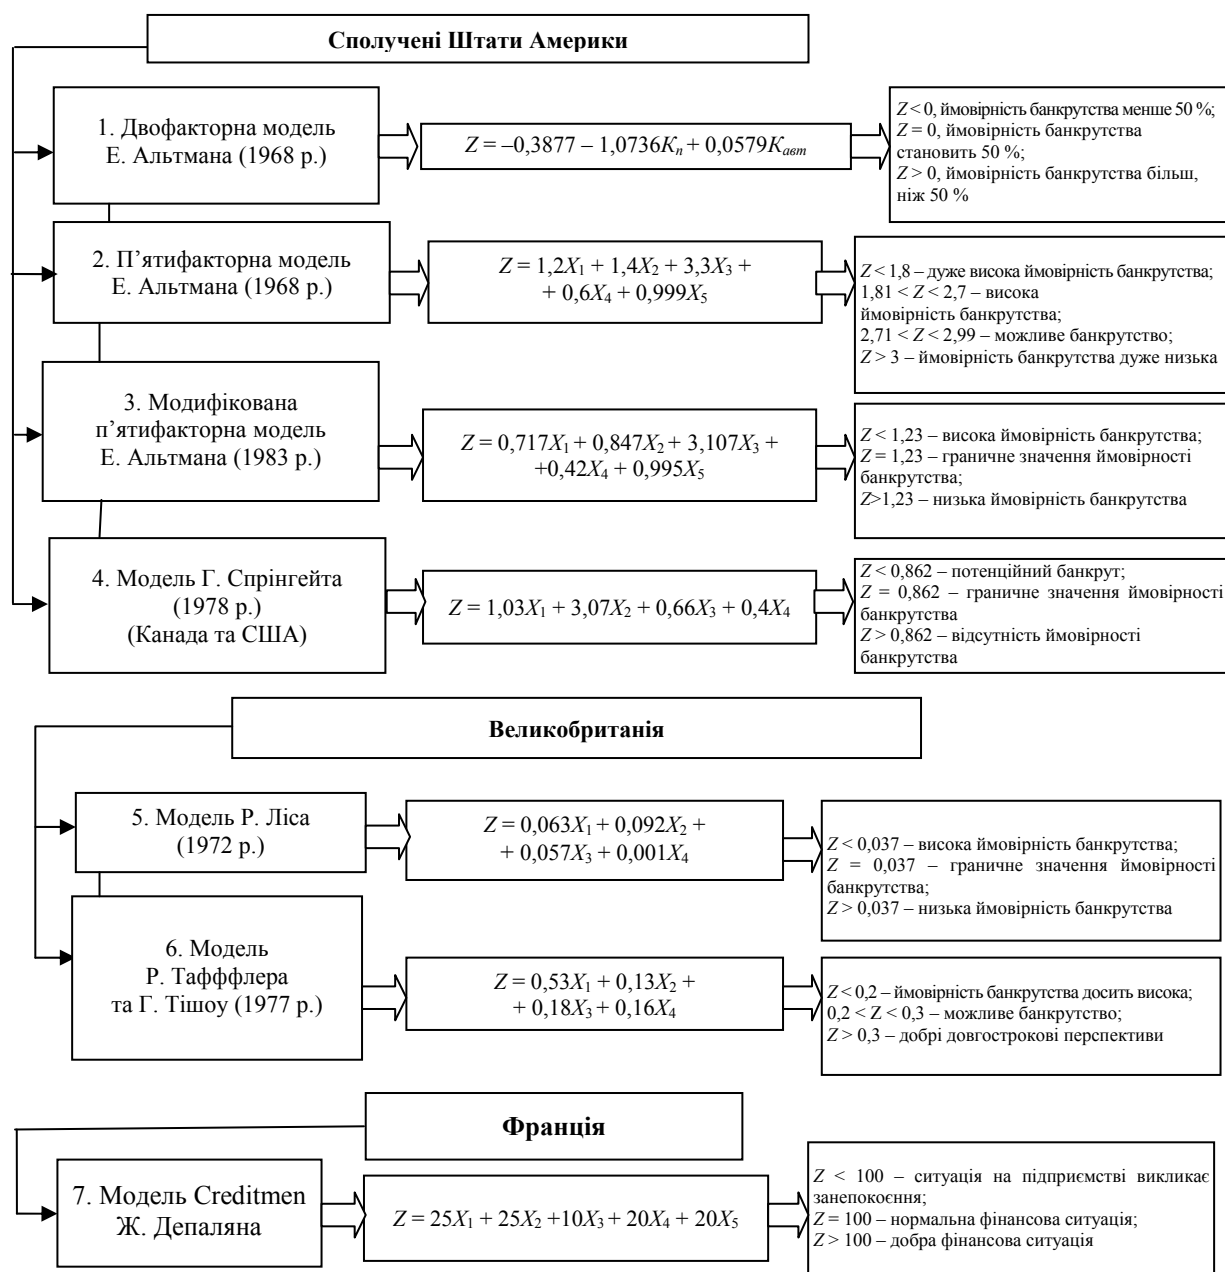 Сполучені Штати Америки
1. Двофакторна модель
Е. Альтмана (1968 р.)
Z = –0,3877 – 1,0736Kп + 0,0579Kавт
Z < 0, ймовірність банкрутства менше 50 %;
Z = 0, ймовірність банкрутства
становить 50 %;
Z > 0, ймовірність банкрутства більш,
ніж 50 %
2. П’ятифакторна модель
Е. Альтмана (1968 р.)
Z = 1,2X1 + 1,4X2 + 3,3X3 +
+ 0,6X4 + 0,999X5
Z < 1,8 – дуже висока ймовірність банкрутства;
1,81 < Z < 2,7 – висока
ймовірність банкрутства;
2,71 < Z < 2,99 – можливе банкрутство;
Z > 3 – ймовірність банкрутства дуже низька
3. Модифікована
п’ятифакторна модель
Е. Альтмана (1983 р.)
Z = 0,717X1 + 0,847X2 + 3,107X3 +
+0,42X4 + 0,995X5
Z < 1,23 – висока ймовірність банкрутства;
Z = 1,23 – граничне значення ймовірності
банкрутства;
Z>1,23 – низька ймовірність банкрутства
4. Модель Г. Спрінгейта
(1978 р.)
(Канада та США)
Z = 1,03X1 + 3,07X2 + 0,66X3 + 0,4X4
Z < 0,862 – потенційний банкрут;
Z = 0,862 – граничне значення ймовірності
банкрутства
Z > 0,862 – відсутність ймовірності
банкрутства
Великобританія
5. Модель Р. Ліса
(1972 р.)
Z = 0,063X1 + 0,092X2 +
+ 0,057X3 + 0,001X4
Z < 0,037 – висока ймовірність банкрутства;
Z = 0,037 – граничне значення ймовірності
банкрутства;
Z > 0,037 – низька ймовірність банкрутства
6. Модель
Р. Тафффлера
та Г. Тішоу (1977 р.)
Z = 0,53X1 + 0,13X2 +
+ 0,18X3 + 0,16X4
Z < 0,2 – ймовірність банкрутства досить висока;
0,2 < Z < 0,3 – можливе банкрутство;
Z > 0,3 – добрі довгострокові перспективи
Франція
7. Модель Creditmen
Ж. Депаляна
Z = 25X1 + 25X2 +10X3 + 20X4 + 20X5
Z < 100 – ситуація на підприємстві викликає
занепокоєння;
Z = 100 – нормальна фінансова ситуація;
Z > 100 – добра фінансова ситуація